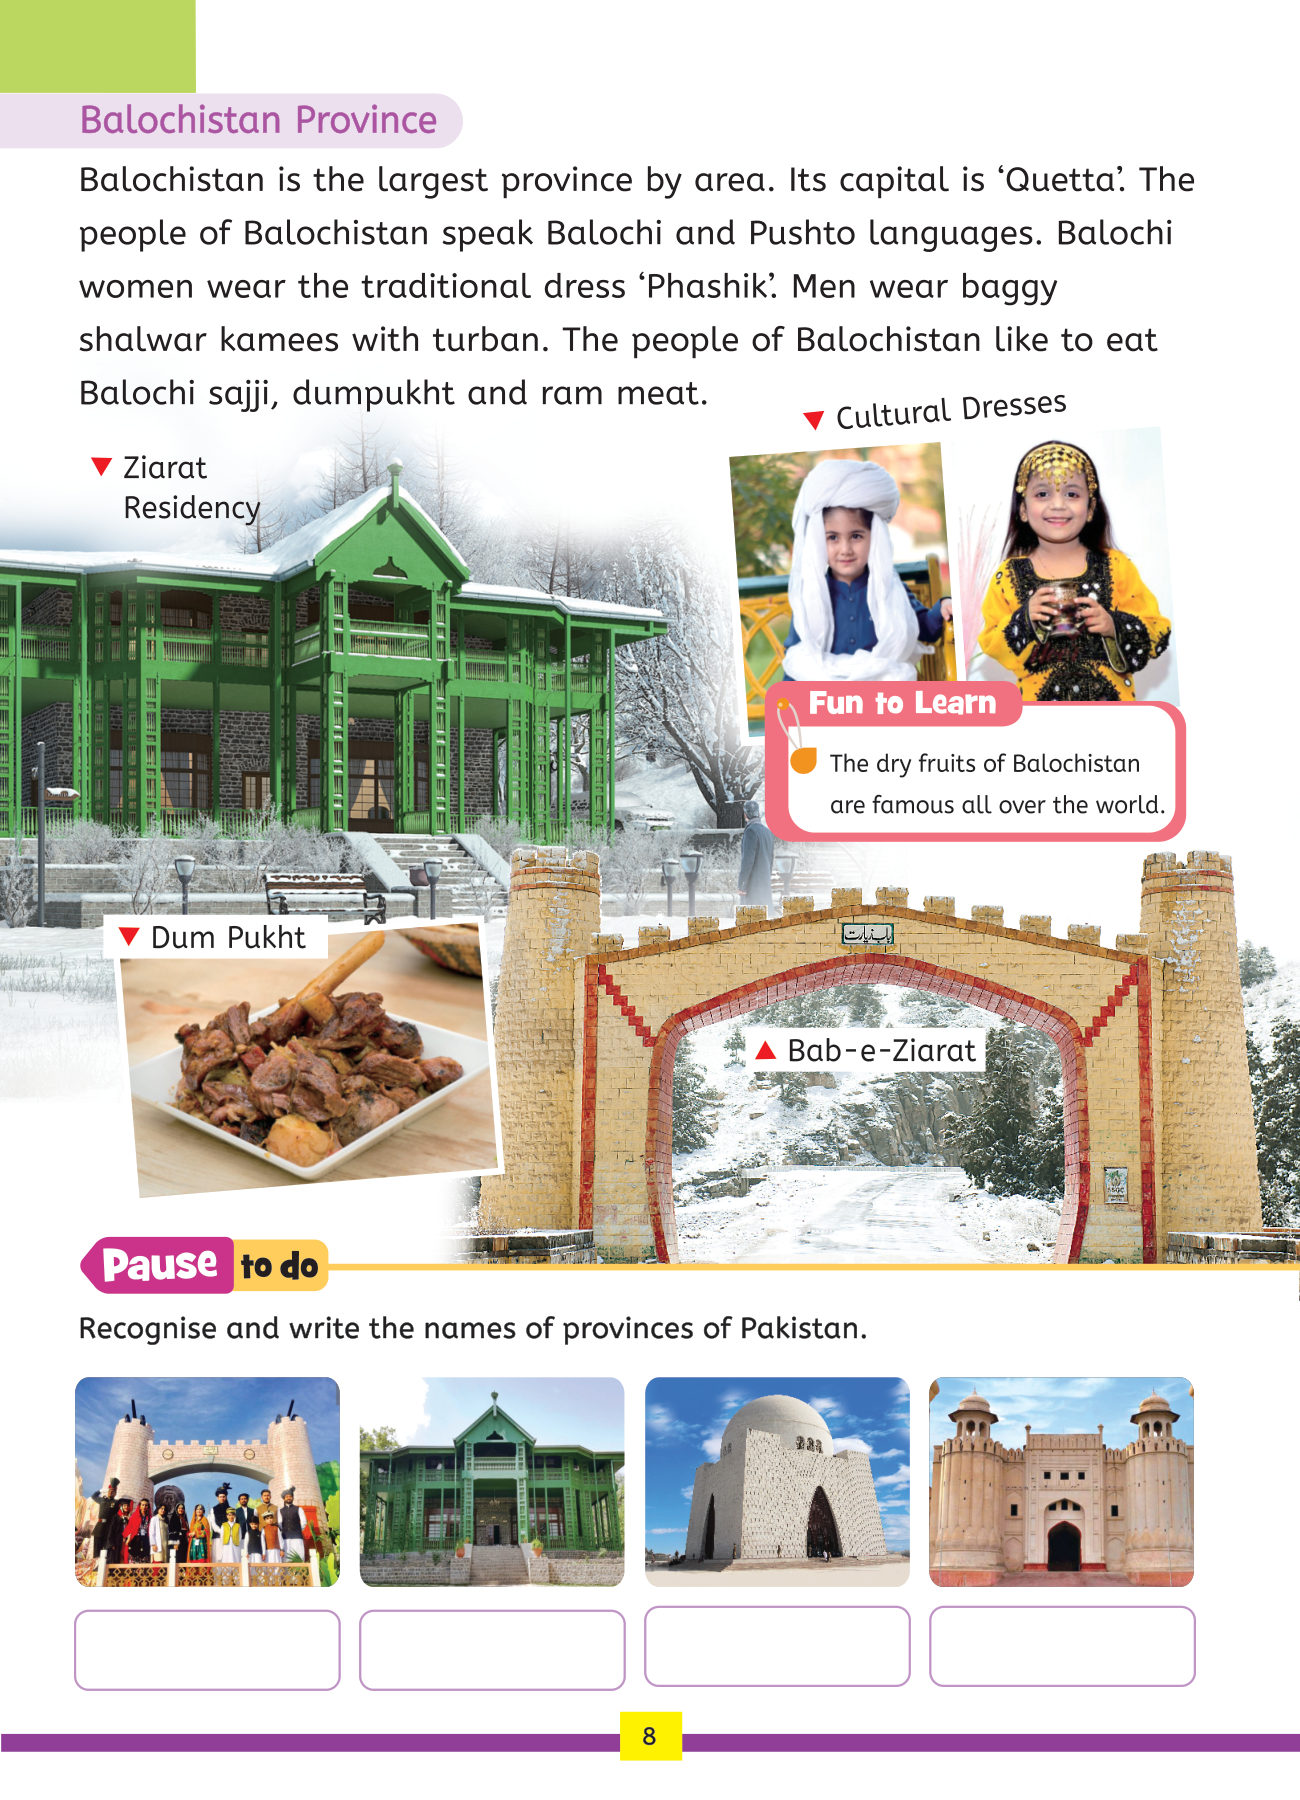 Balochistan Province
Balochistan is the largest province by area. Its capital is ‘Quetta’. The
people of Balochistan speak Balochi and Pushto languages. Balochi
women wear the traditional dress ‘Phashik’. Men wear baggy
shalwar kamees with turban. The people of Balochistan like to eat
Balochi sajji, dumpukht and ram meat.
Cultural Dresses
Ziarat
Residency
Fun to Learn
The dry fruits of Balochistan
are famous all over the world.
Dum Pukht
باب زیارت
Bab-e-Ziarat
Pause to do
Recognise and write the names of provinces of Pakistan.
8